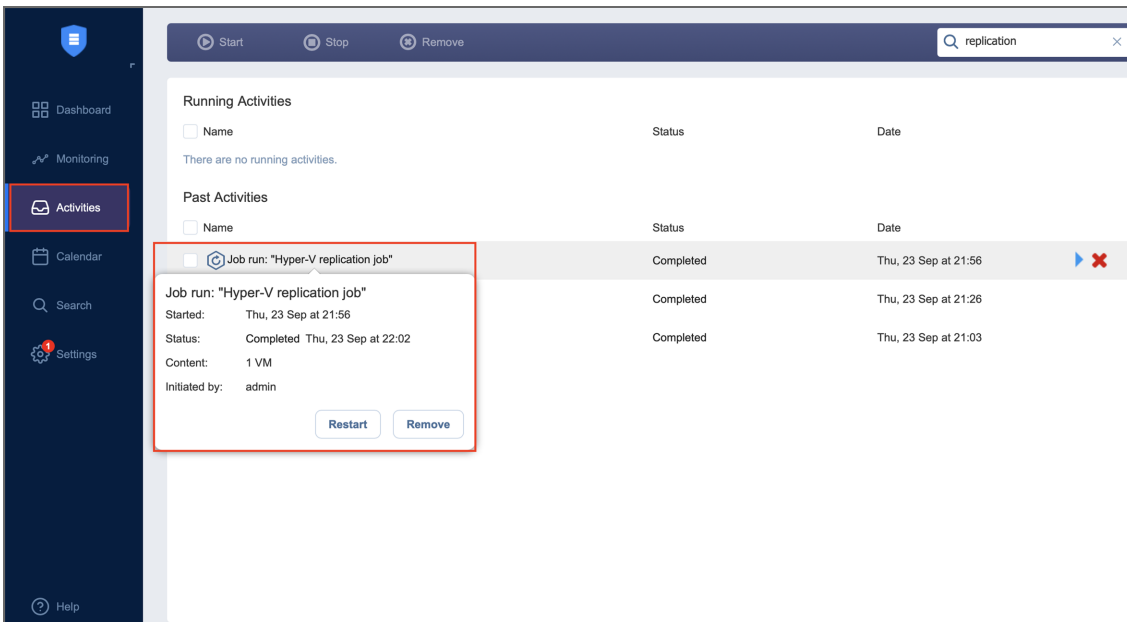 Start Stop Remove replication
Dashboard
Monitoring
Activities
Calendar
Search
1
Settings
Help
Running Activities
Name Status Date
There are no running activities.
Past Activities
Name Status Date
Job run: "Hyper-V replication job" Completed Thu, 23 Sep at 21:56
Completed Thu, 23 Sep at 21:26
Completed Thu, 23 Sep at 21:03
Job run: "Hyper-V replication job"
Started: Thu, 23 Sep at 21:56
Status: Completed Thu, 23 Sep at 22:02
Content: 1 VM
Initiated by: admin
Restart Remove